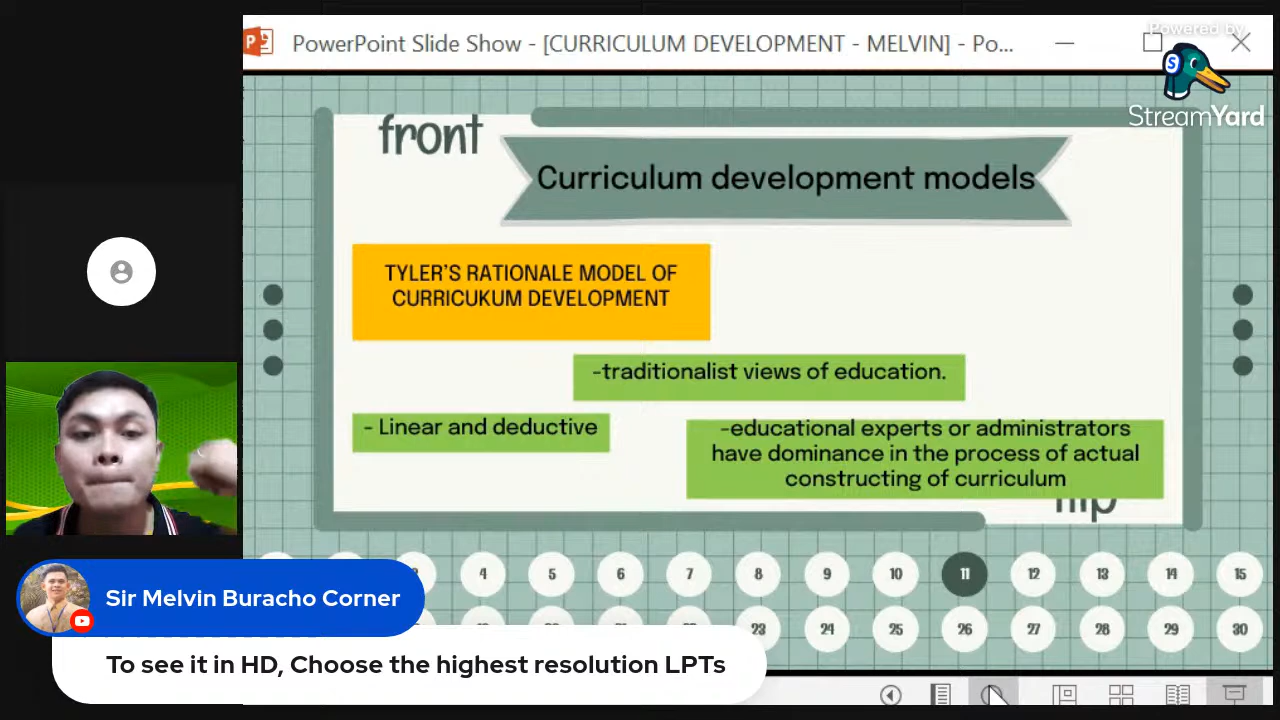 PowerPoint Slide Show - [CURRICULUM DEVELOPMENT - MELVIN] - Po...
Powered by
StreamYard
front
Curriculum development models
TYLER'S RATIONALE MODEL OF
CURRICUKUM DEVELOPMENT
-traditionalist views of education.
- Linear and deductive
-educational experts or administrators
have dominance in the process of actual
constructing of curriculum
flip
4 5 6 7 8 9 10 11 12 13 14 15
23 24 25 26 27 28 29 30
Sir Melvin Buracho Corner
To see it in HD, Choose the highest resolution LPTs